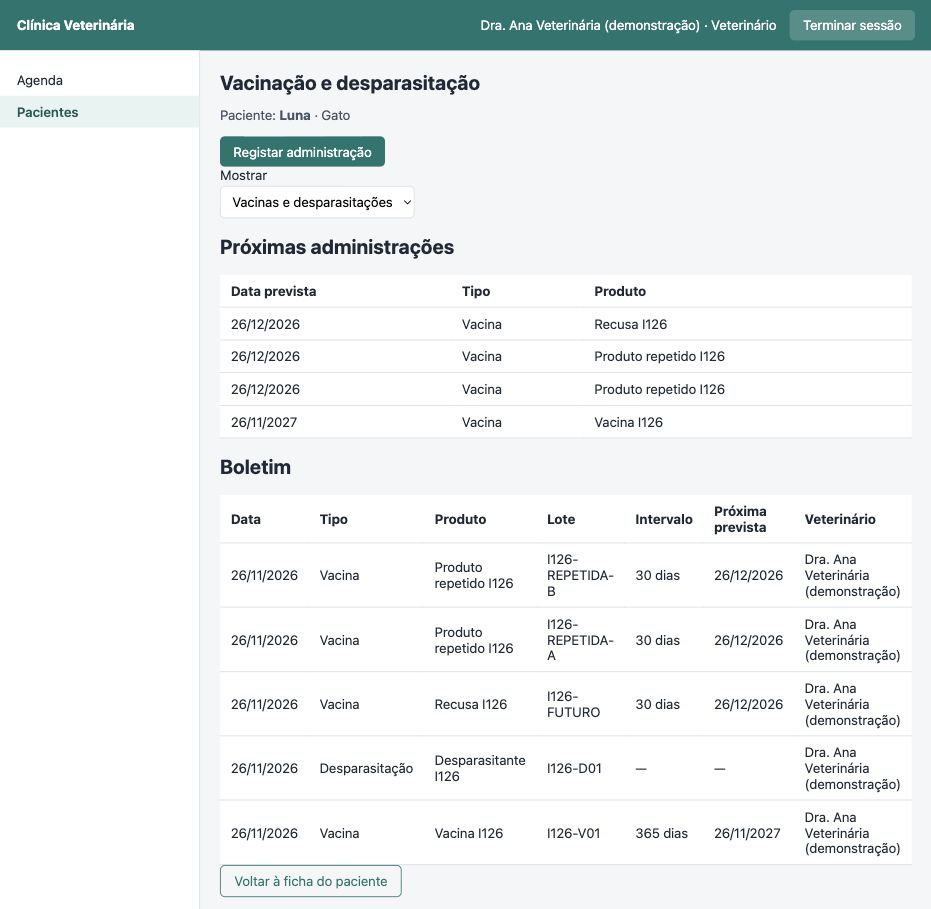 Clínica Veterinária
Dra. Ana Veterinária (demonstração) · Veterinário
Terminar sessão
Agenda
Pacientes
Vacinação e desparasitação
Paciente: Luna · Gato
Registar administração
Mostrar
Vacinas e desparasitações
Próximas administrações
Data prevista Tipo Produto
26/12/2026 Vacina Recusa I126
26/12/2026 Vacina Produto repetido I126
26/12/2026 Vacina Produto repetido I126
26/11/2027 Vacina Vacina I126
Boletim
Data Tipo Produto Lote Intervalo Próxima prevista Veterinário
26/11/2026 Vacina Produto repetido I126 I126-REPETIDA-B 30 dias 26/12/2026 Dra. Ana Veterinária (demonstração)
26/11/2026 Vacina Produto repetido I126 I126-REPETIDA-A 30 dias 26/12/2026 Dra. Ana Veterinária (demonstração)
26/11/2026 Vacina Recusa I126 I126-FUTURO 30 dias 26/12/2026 Dra. Ana Veterinária (demonstração)
26/11/2026 Desparasitação Desparasitante I126 I126-D01 — — Dra. Ana Veterinária (demonstração)
26/11/2026 Vacina Vacina I126 I126-V01 365 dias 26/11/2027 Dra. Ana Veterinária (demonstração)
Voltar à ficha do paciente